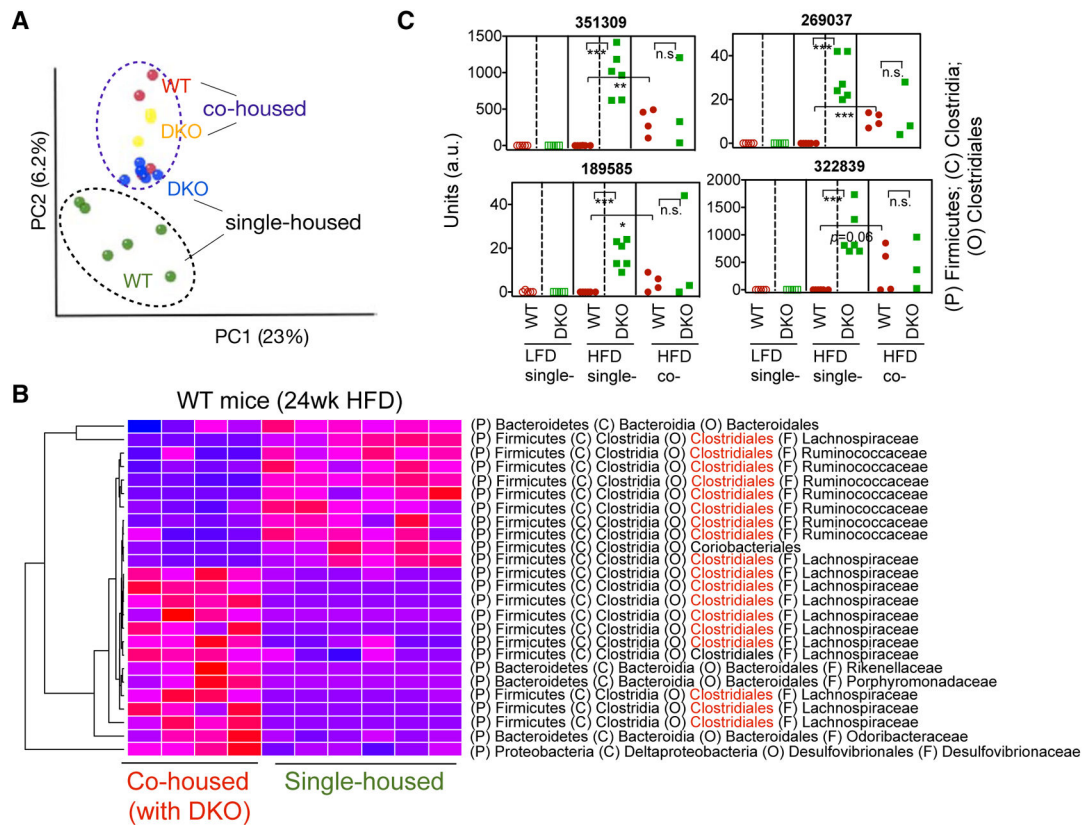 A
WT
co-housed
DKO
DKO
single-housed
WT
PC2 (6.2%)
PC1 (23%)
C
351309
269037
1500
1000
500
0
***
**
n.s.
40
20
0
***
***
n.s.
189585
322839
40
20
0
***
*
n.s.
2000
1500
1000
500
0
***
p=0.06
n.s.
Units (a.u.)
WT
DKO
WT
DKO
WT
DKO
WT
DKO
WT
DKO
WT
DKO
LFD
HFD
HFD
LFD
HFD
HFD
single-
single-
co-
single-
single-
co-
(P) Firmicutes; (C) Clostridia;
(O) Clostridiales
B
WT mice (24wk HFD)
(P) Bacteroidetes (C) Bacteroidia (O) Bacteroidales
(P) Firmicutes (C) Clostridia (O) Clostridiales (F) Lachnospiraceae
(P) Firmicutes (C) Clostridia (O) Clostridiales (F) Ruminococcaceae
(P) Firmicutes (C) Clostridia (O) Clostridiales (F) Ruminococcaceae
(P) Firmicutes (C) Clostridia (O) Clostridiales (F) Ruminococcaceae
(P) Firmicutes (C) Clostridia (O) Clostridiales (F) Ruminococcaceae
(P) Firmicutes (C) Clostridia (O) Clostridiales (F) Ruminococcaceae
(P) Firmicutes (C) Clostridia (O) Clostridiales (F) Ruminococcaceae
(P) Firmicutes (C) Clostridia (O) Clostridiales (F) Ruminococcaceae
(P) Firmicutes (C) Clostridia (O) Coriobacteriales
(P) Firmicutes (C) Clostridia (O) Clostridiales (F) Lachnospiraceae
(P) Firmicutes (C) Clostridia (O) Clostridiales (F) Lachnospiraceae
(P) Firmicutes (C) Clostridia (O) Clostridiales (F) Lachnospiraceae
(P) Firmicutes (C) Clostridia (O) Clostridiales (F) Lachnospiraceae
(P) Firmicutes (C) Clostridia (O) Clostridiales (F) Lachnospiraceae
(P) Firmicutes (C) Clostridia (O) Clostridiales (F) Lachnospiraceae
(P) Firmicutes (C) Clostridia (O) Clostridiales (F) Lachnospiraceae
(P) Firmicutes (C) Clostridia (O) Clostridiales (F) Lachnospiraceae
(P) Bacteroidetes (C) Bacteroidia (O) Bacteroidales (F) Rikenellaceae
(P) Bacteroidetes (C) Bacteroidia (O) Bacteroidales (F) Porphyromonadaceae
(P) Firmicutes (C) Clostridia (O) Clostridiales (F) Lachnospiraceae
(P) Firmicutes (C) Clostridia (O) Clostridiales (F) Lachnospiraceae
(P) Firmicutes (C) Clostridia (O) Clostridiales (F) Lachnospiraceae
(P) Bacteroidetes (C) Bacteroidia (O) Bacteroidales (F) Odoribacteraceae
(P) Proteobacteria (C) Deltaproteobacteria (O) Desulfovibrionales (F) Desulfovibrionaceae
Co-housed
(with DKO)
Single-housed